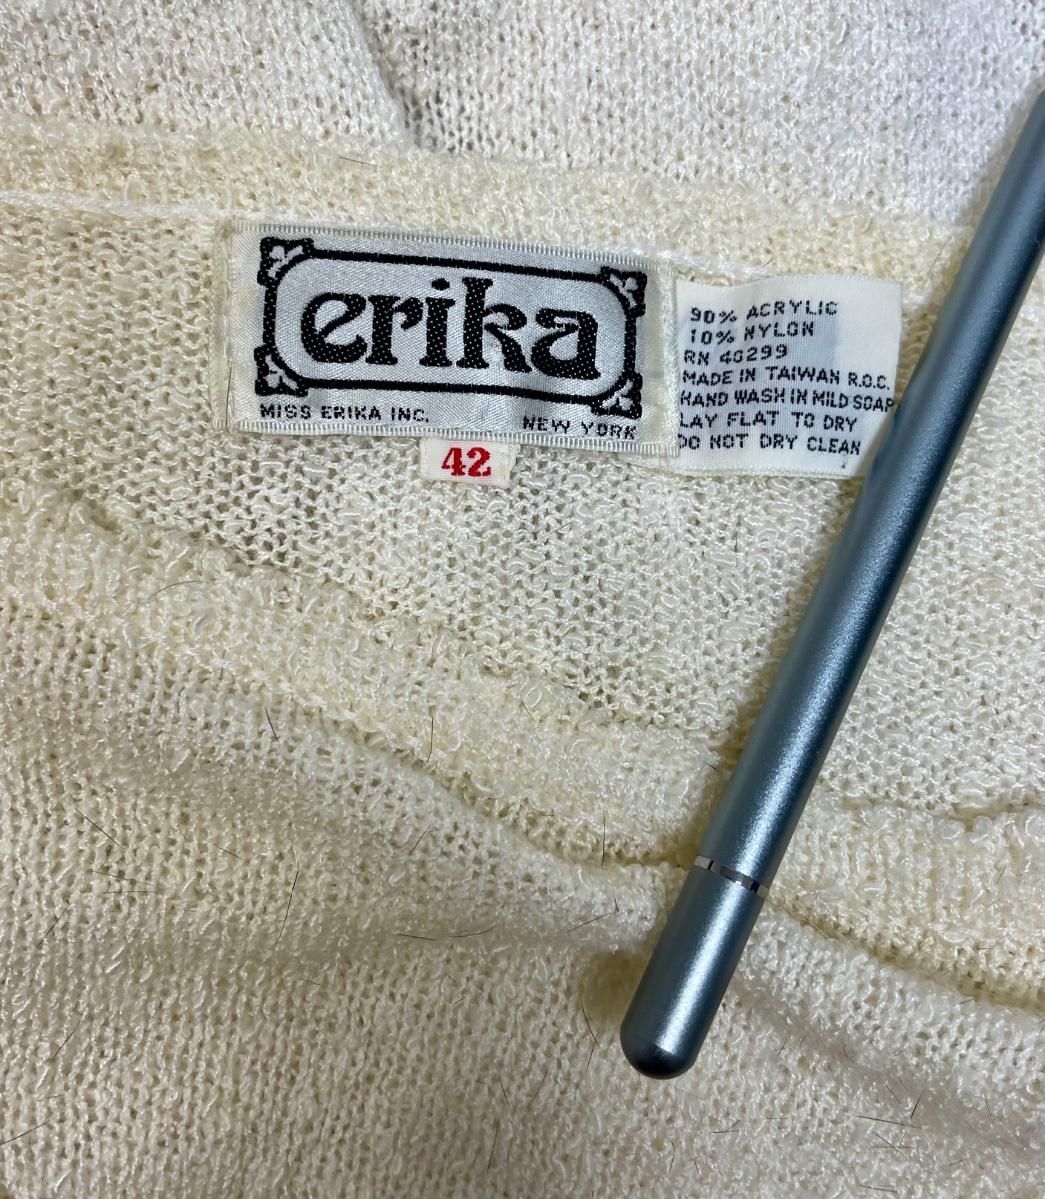 erika
MISS ERIKA INC. NEW YORK
42
90% ACRYLIC
10% NYLON
RN 40299
MADE IN TAIWAN R.O.C.
HAND WASH IN MILD SOAP
LAY FLAT TO DRY
DO NOT DRY CLEAN